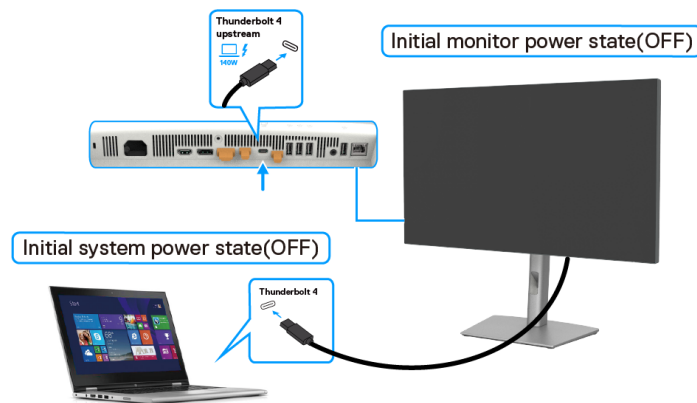 Thunderbolt 4
upstream
140W
Initial monitor power state(OFF)
Initial system power state(OFF)
Thunderbolt 4